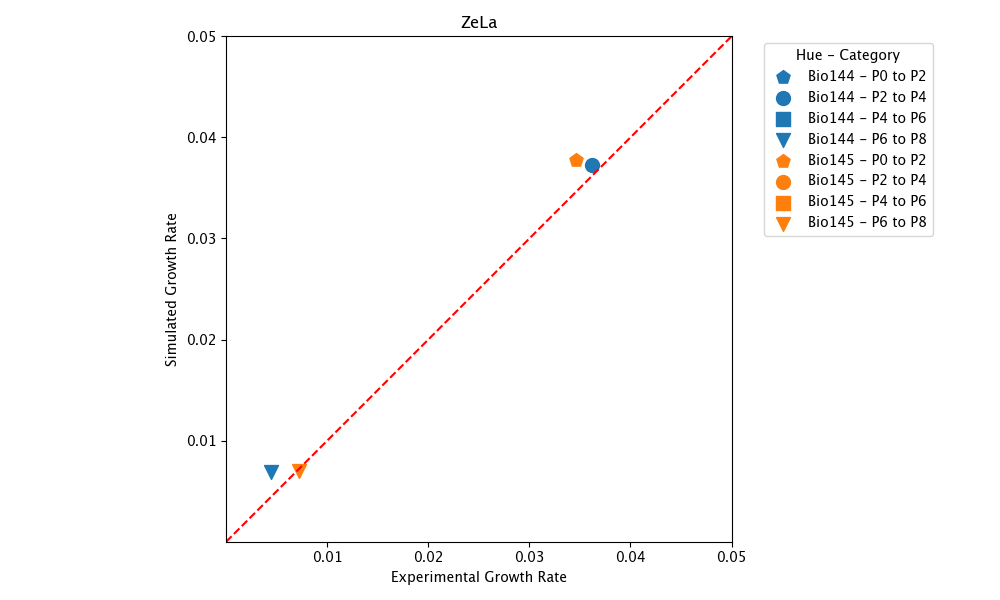 ZeLa
0.05
0.04
0.03
0.02
0.01
Simulated Growth Rate
0.01
0.02
0.03
0.04
0.05
Experimental Growth Rate
Hue - Category
Bio144 - P0 to P2
Bio144 - P2 to P4
Bio144 - P4 to P6
Bio144 - P6 to P8
Bio145 - P0 to P2
Bio145 - P2 to P4
Bio145 - P4 to P6
Bio145 - P6 to P8